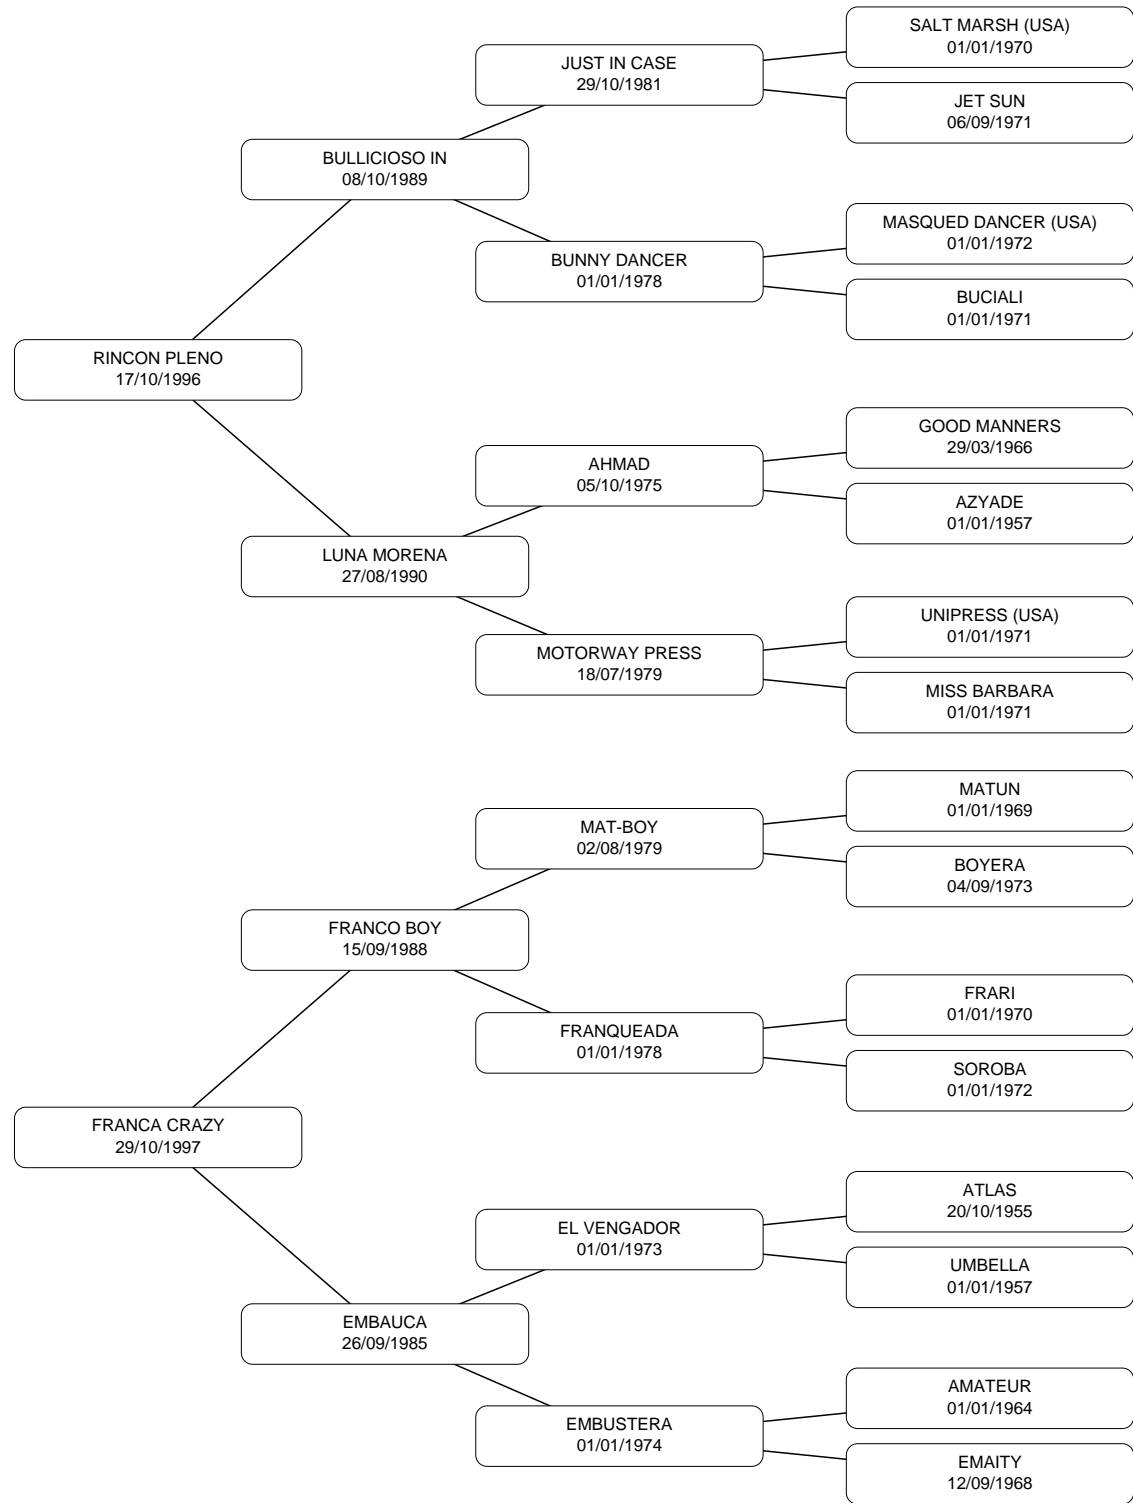 SALT MARSH (USA)
01/01/1970
JUST IN CASE
29/10/1981
JET SUN
06/09/1971
BULLICIOSO IN
08/10/1989
MASQUED DANCER (USA)
01/01/1972
BUNNY DANCER
01/01/1978
BUCIALI
01/01/1971
RINCON PLENO
17/10/1996
GOOD MANNERS
29/03/1966
AHMAD
05/10/1975
AZYADE
01/01/1957
LUNA MORENA
27/08/1990
UNIPRESS (USA)
01/01/1971
MOTORWAY PRESS
18/07/1979
MISS BARBARA
01/01/1971
MATUN
01/01/1969
MAT-BOY
02/08/1979
BOYERA
04/09/1973
FRANCO BOY
15/09/1988
FRARI
01/01/1970
FRANQUEADA
01/01/1978
SOROBA
01/01/1972
FRANCA CRAZY
29/10/1997
ATLAS
20/10/1955
EL VENGADOR
01/01/1973
UMBELLA
01/01/1957
EMBAUCA
26/09/1985
AMATEUR
01/01/1964
EMBUSTERA
01/01/1974
EMAITY
12/09/1968